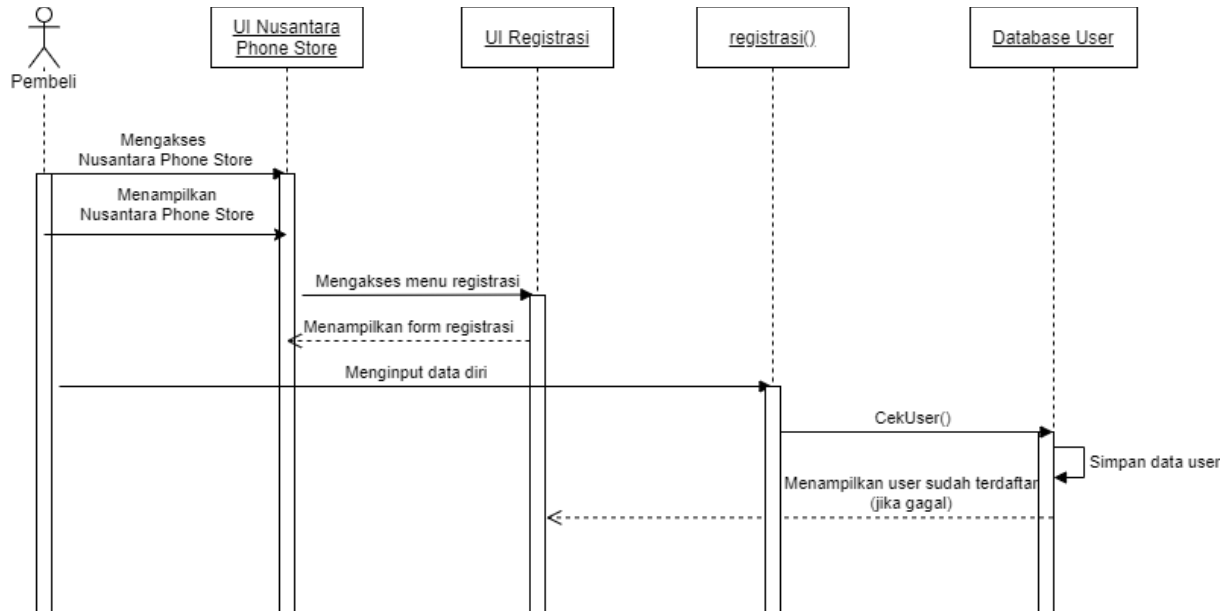 UI Nusantara
Phone Store
UI Registrasi
registrasi()
Database User
Pembeli
Mengakses
Nusantara Phone Store
Menampilkan
Nusantara Phone Store
Mengakses menu registrasi
Menampilkan form registrasi
Menginput data diri
CekUser()
Simpan data user
Menampilkan user sudah terdaftar
(jika gagal)